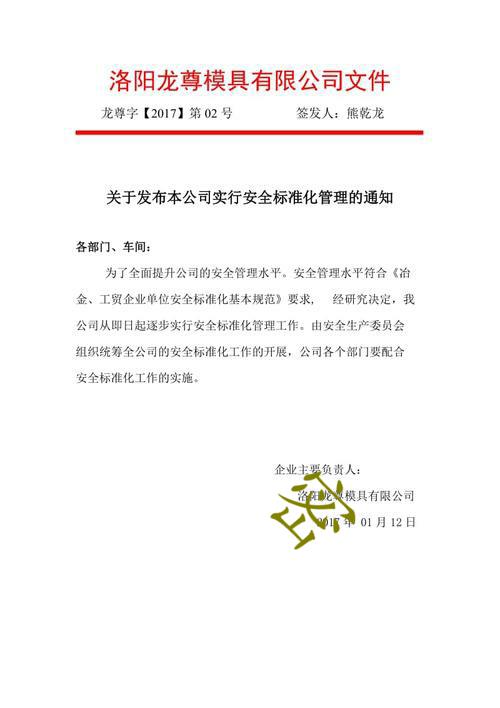 洛阳龙尊模具有限公司文件
龙尊字【2017】第 02 号 签发人：熊乾龙
关于发布本公司实行安全标准化管理的通知
各部门、车间：
为了全面提升公司的安全管理水平。安全管理水平符合《冶
金、工贸企业单位安全标准化基本规范》要求， 经研究决定，我
公司从即日起逐步实行安全标准化管理工作。由安全生产委员会
组织统筹全公司的安全标准化工作的开展，公司各个部门要配合
安全标准化工作的实施。
企业主要负责人：
洛阳龙尊模具有限公司
2017 年 01 月 12 日
密